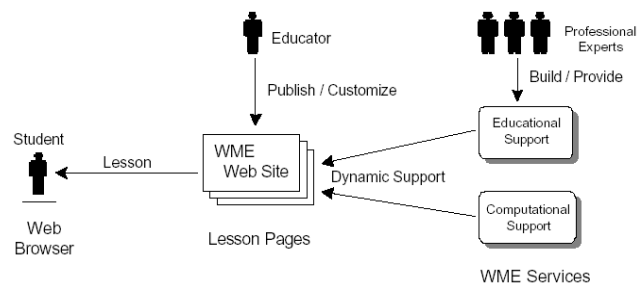 Educator
Professional
Experts
Publish / Customize
Build / Provide
Student
Lesson
WME
Web Site
Educational
Support
Dynamic Support
Computational
Support
Web
Browser
Lesson Pages
WME Services